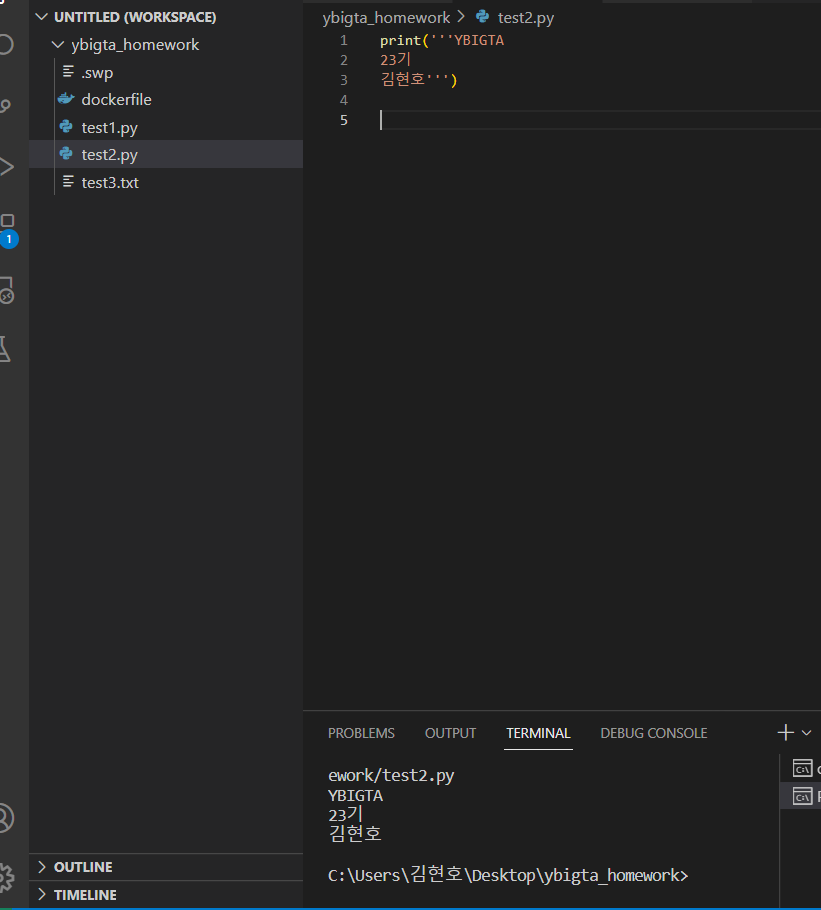 UNTITLED (WORKSPACE)
ybigta_homework
.swp
dockerfile
test1.py
test2.py
test3.txt
1
OUTLINE
TIMELINE
ybigta_homework > test2.py
1 print('''YBIGTA
2 23기
3 김현호''')
4
5
PROBLEMS OUTPUT TERMINAL DEBUG CONSOLE
ework/test2.py
YBIGTA
23기
김현호
C:\Users\김현호\Desktop\ybigta_homework>